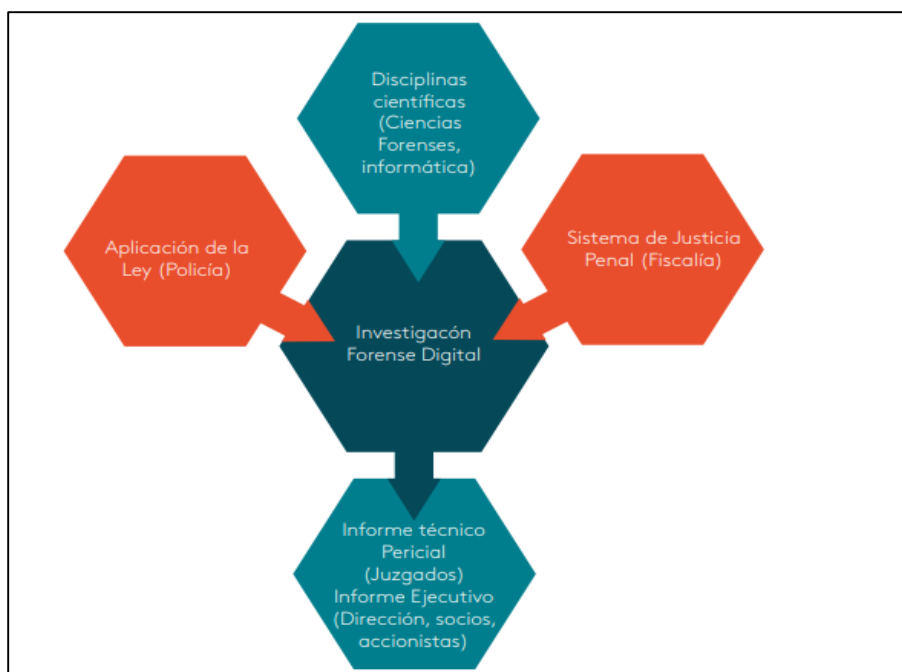 Disciplinas
científicas
(Ciencias
Forenses,
informática)
Aplicación de la
Ley (Policía)
Sistema de Justicia
Penal (Fiscalía)
Investigacón
Forense Digital
Informe técnico
Pericial
(Juzgados)
Informe Ejecutivo
(Dirección, socios,
accionistas)